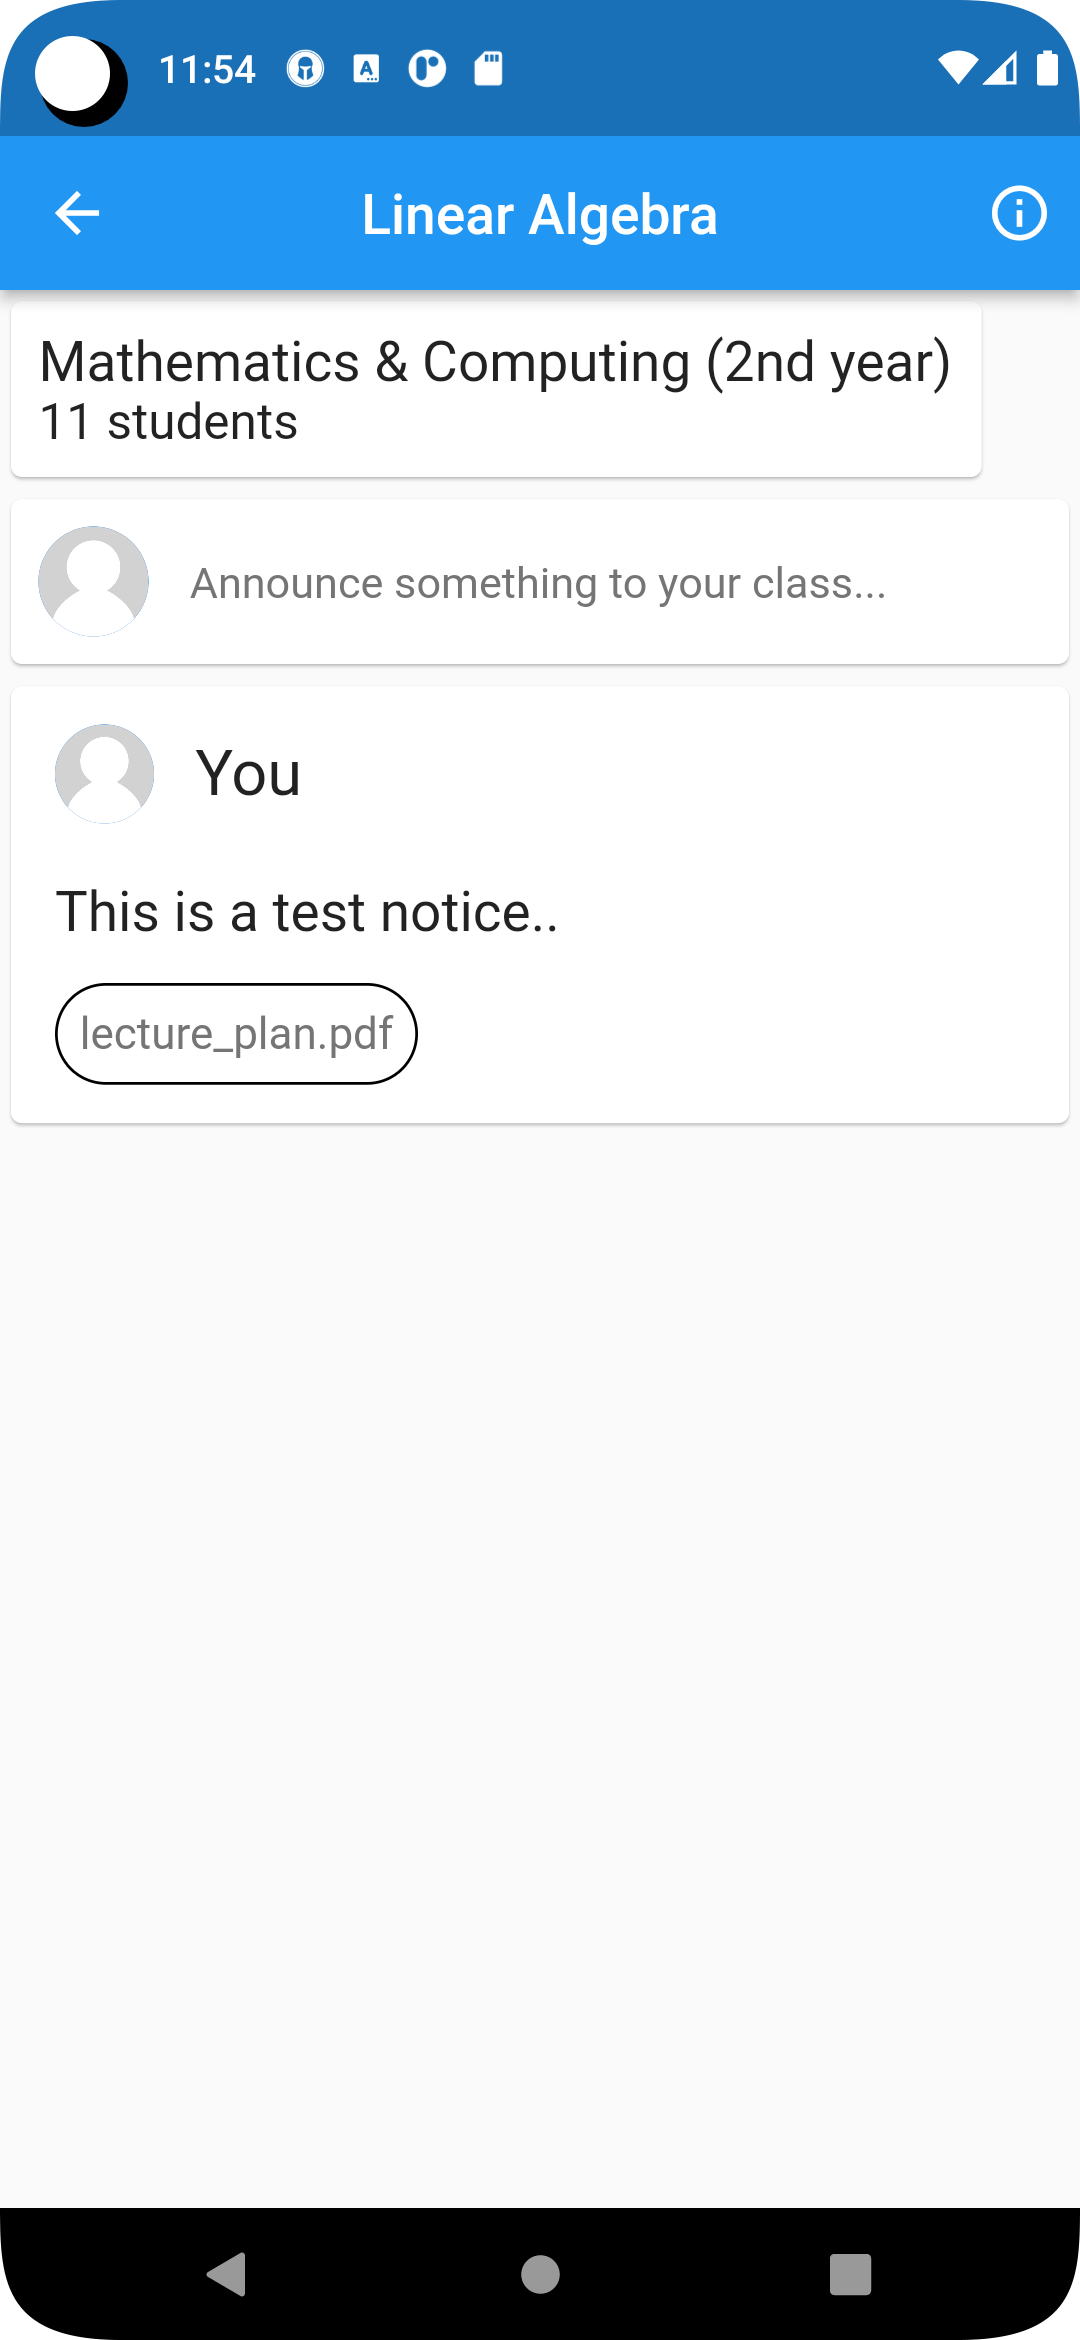 11:54
Linear Algebra
Mathematics & Computing (2nd year)
11 students
Announce something to your class...
You
This is a test notice..
lecture_plan.pdf